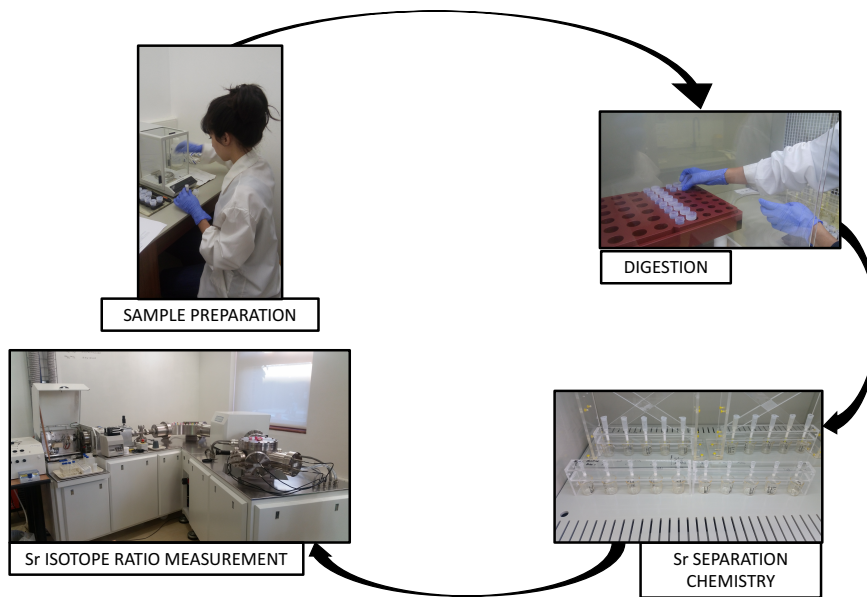 SAMPLE PREPARATION
DIGESTION
Sr SEPARATION
CHEMISTRY
Sr ISOTOPE RATIO MEASUREMENT